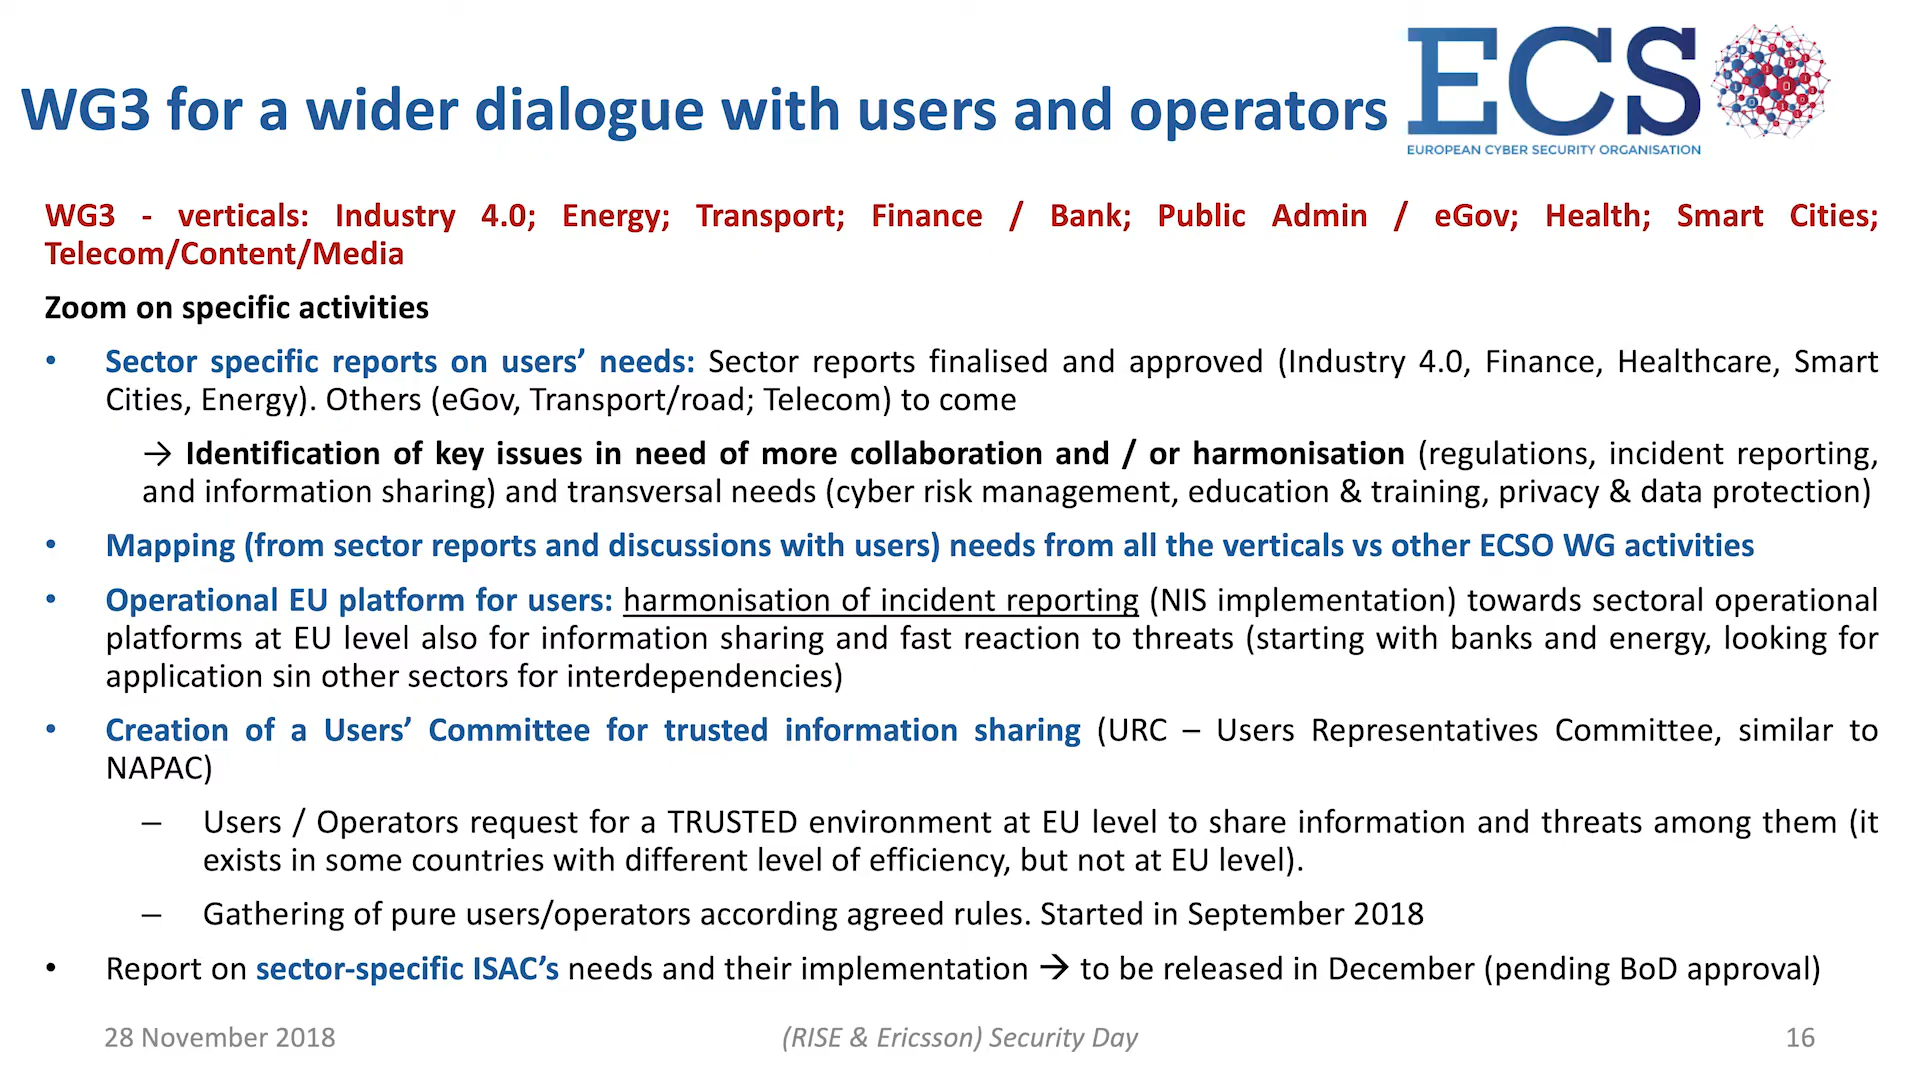 WG3 for a wider dialogue with users and operators
ECS
EUROPEAN CYBER SECURITY ORGANISATION
WG3 - verticals: Industry 4.0; Energy; Transport; Finance / Bank; Public Admin / eGov; Health; Smart Cities;
Telecom/Content/Media
Zoom on specific activities
• Sector specific reports on users’ needs: Sector reports finalised and approved (Industry 4.0, Finance, Healthcare, Smart
Cities, Energy). Others (eGov, Transport/road; Telecom) to come
→ Identification of key issues in need of more collaboration and / or harmonisation (regulations, incident reporting,
and information sharing) and transversal needs (cyber risk management, education & training, privacy & data protection)
• Mapping (from sector reports and discussions with users) needs from all the verticals vs other ECSO WG activities
• Operational EU platform for users: harmonisation of incident reporting (NIS implementation) towards sectoral operational
platforms at EU level also for information sharing and fast reaction to threats (starting with banks and energy, looking for
application sin other sectors for interdependencies)
• Creation of a Users’ Committee for trusted information sharing (URC – Users Representatives Committee, similar to
NAPAC)
– Users / Operators request for a TRUSTED environment at EU level to share information and threats among them (it
exists in some countries with different level of efficiency, but not at EU level).
– Gathering of pure users/operators according agreed rules. Started in September 2018
• Report on sector-specific ISAC’s needs and their implementation → to be released in December (pending BoD approval)
28 November 2018
(RISE & Ericsson) Security Day
16